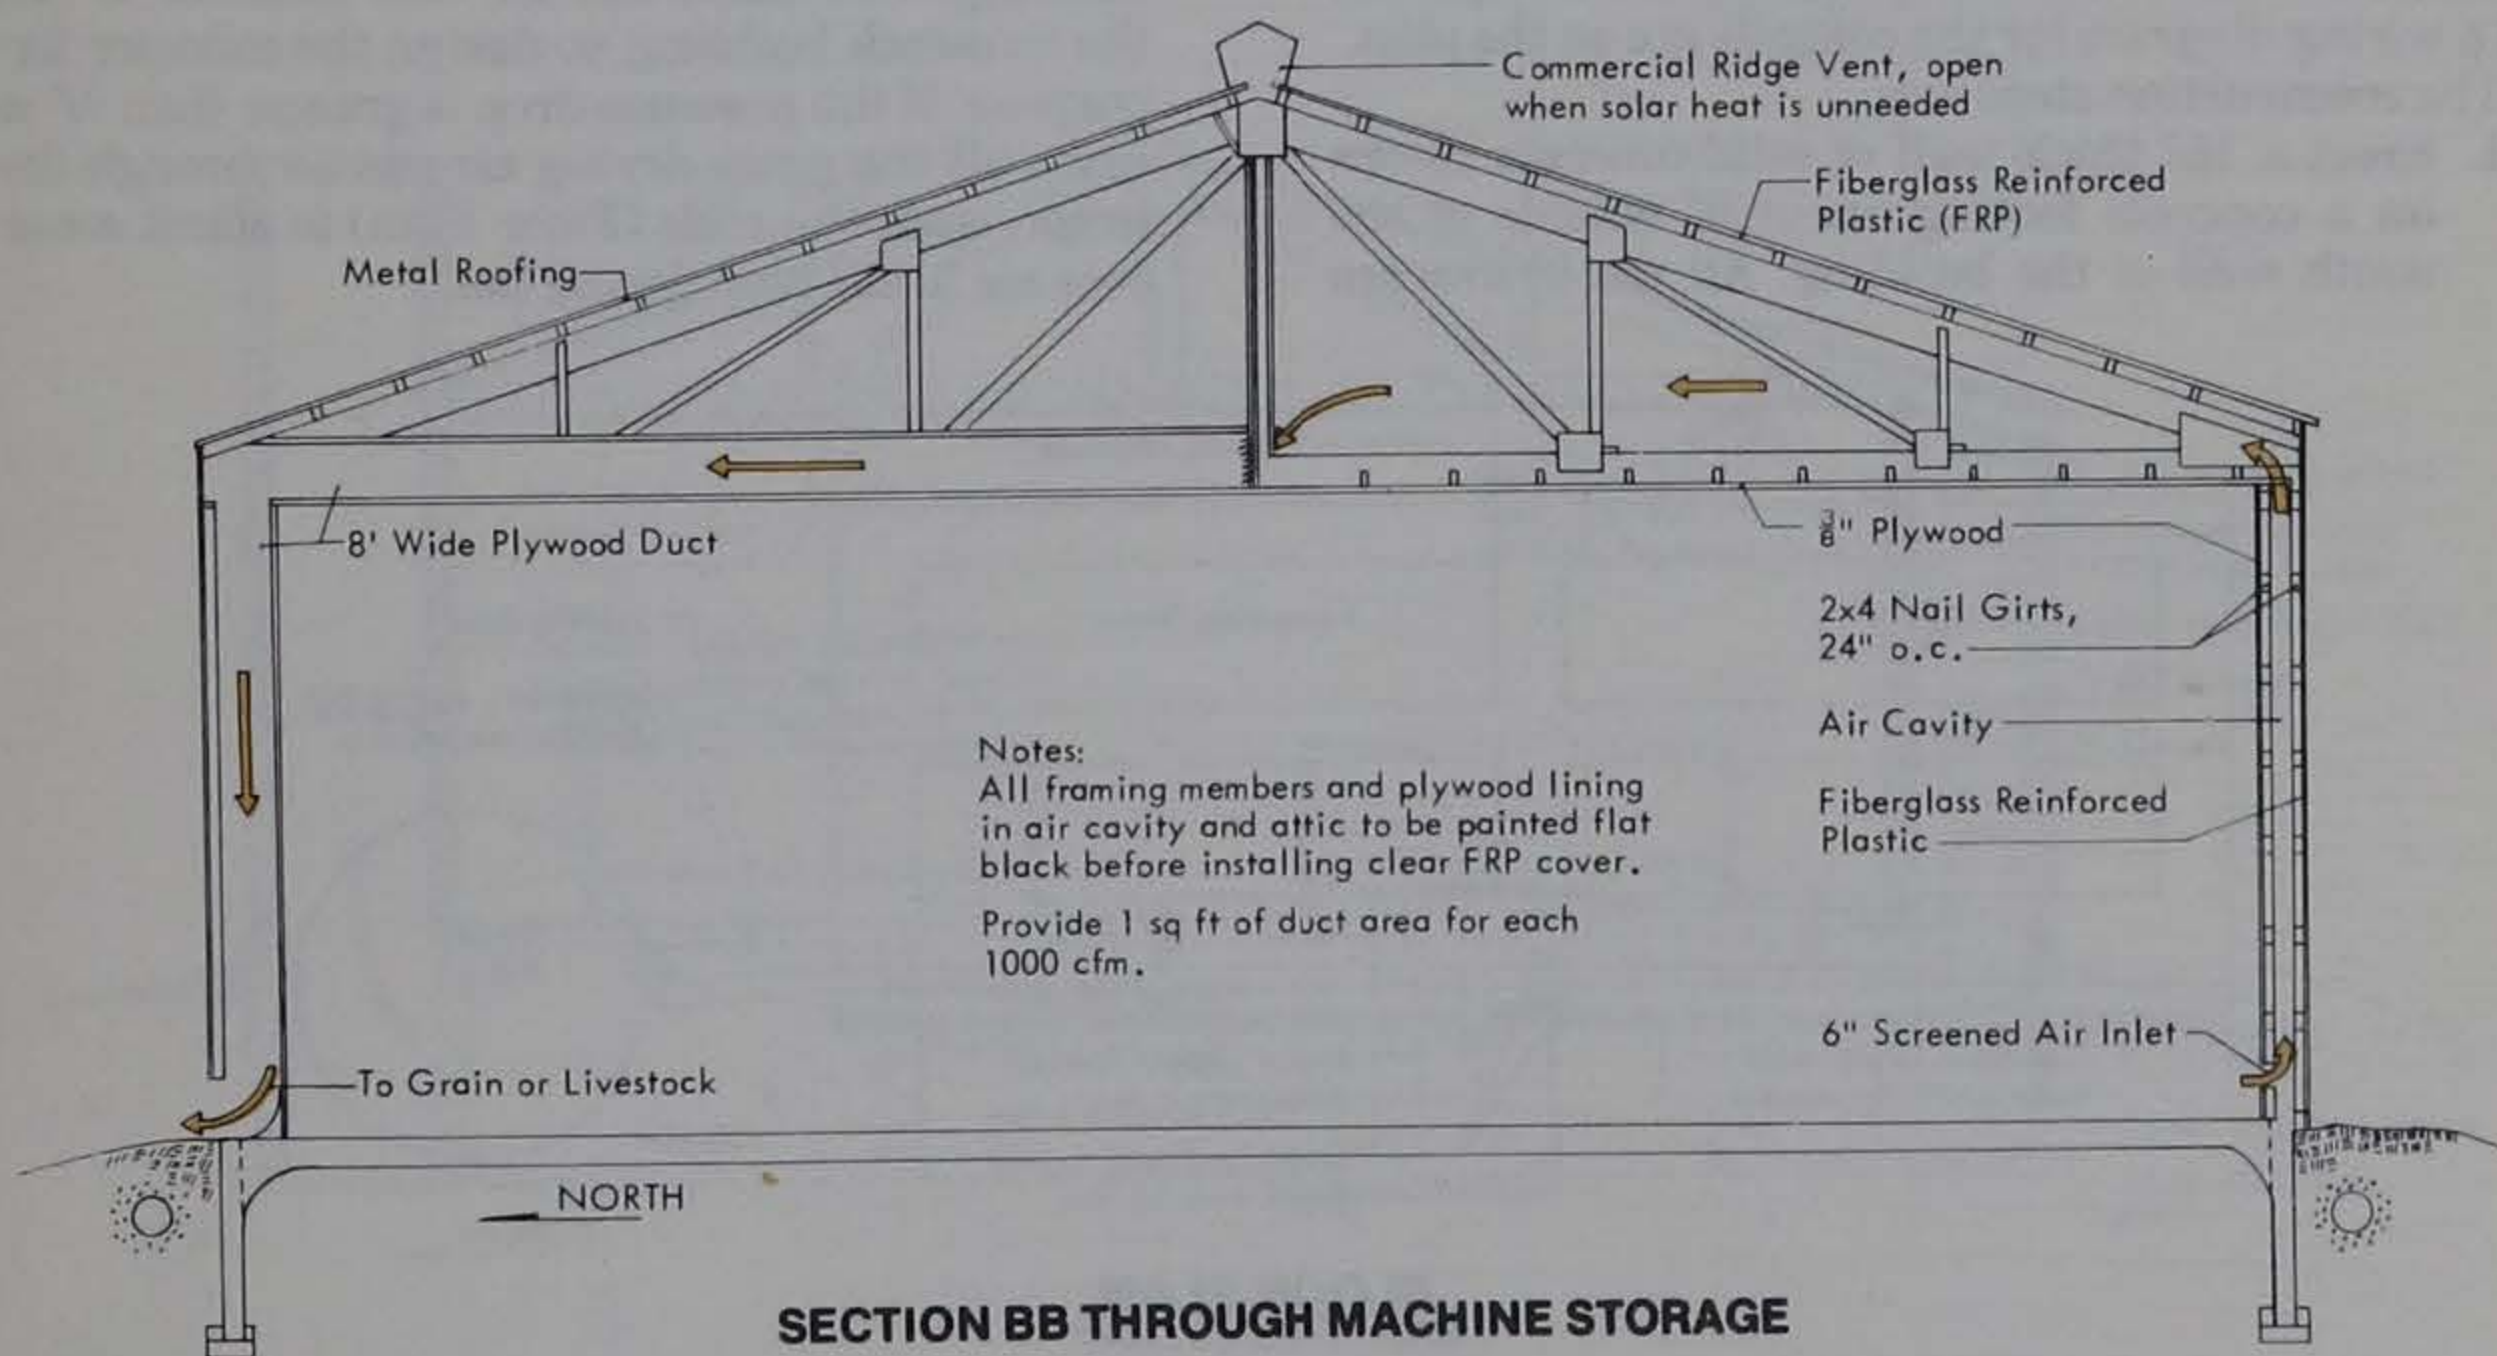 Commercial Ridge Vent, open
when solar heat is unneeded
Fiberglass Reinforced
Plastic (FRP)
Metal Roofing
8' Wide Plywood Duct
3/8" Plywood
2x4 Nail Girts,
24" o.c.
Air Cavity
Notes:
All framing members and plywood lining
in air cavity and attic to be painted flat
black before installing clear FRP cover.
Provide 1 sq ft of duct area for each
1000 cfm.
Fiberglass Reinforced
Plastic
6" Screened Air Inlet
To Grain or Livestock
NORTH
SECTION BB THROUGH MACHINE STORAGE